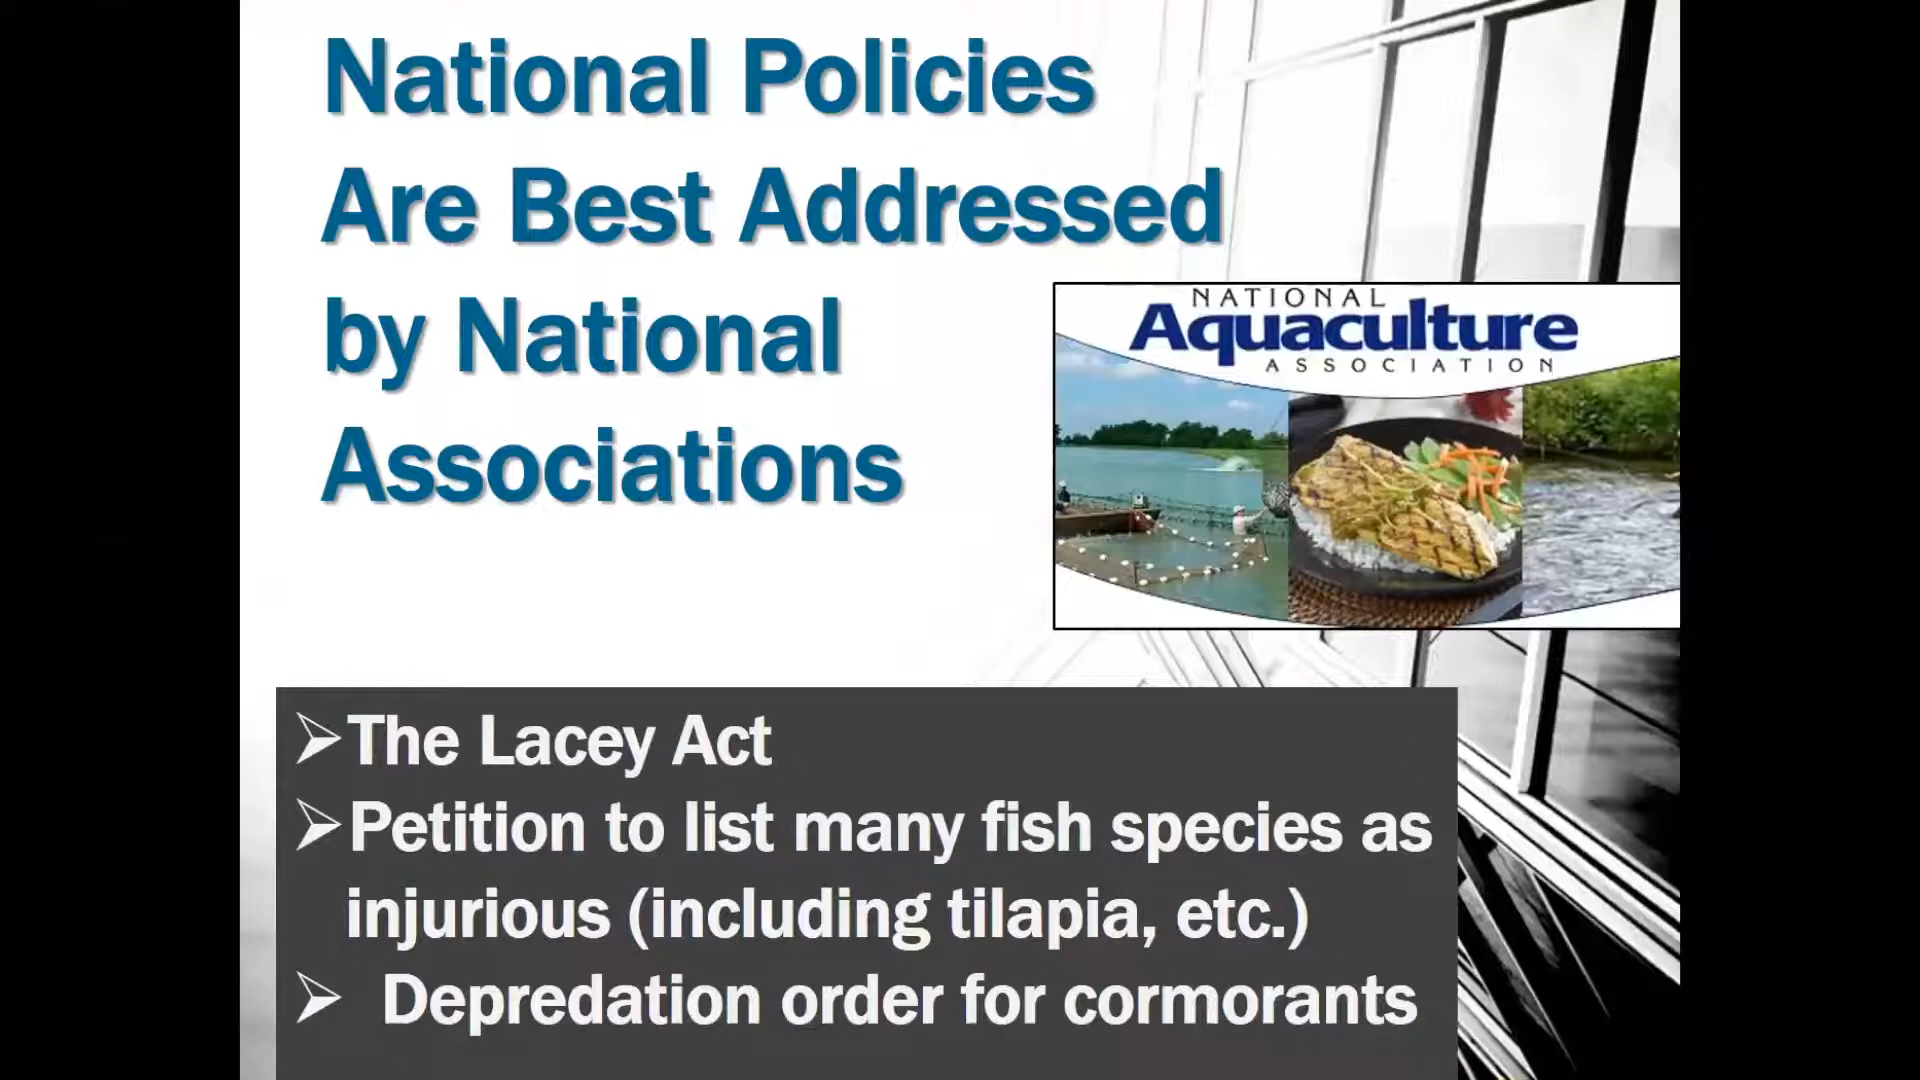 National Policies
Are Best Addressed
by National
Associations
NATIONAL
Aquaculture
ASSOCIATION
➢The Lacey Act
➢Petition to list many fish species as
injurious (including tilapia, etc.)
➢ Depredation order for cormorants